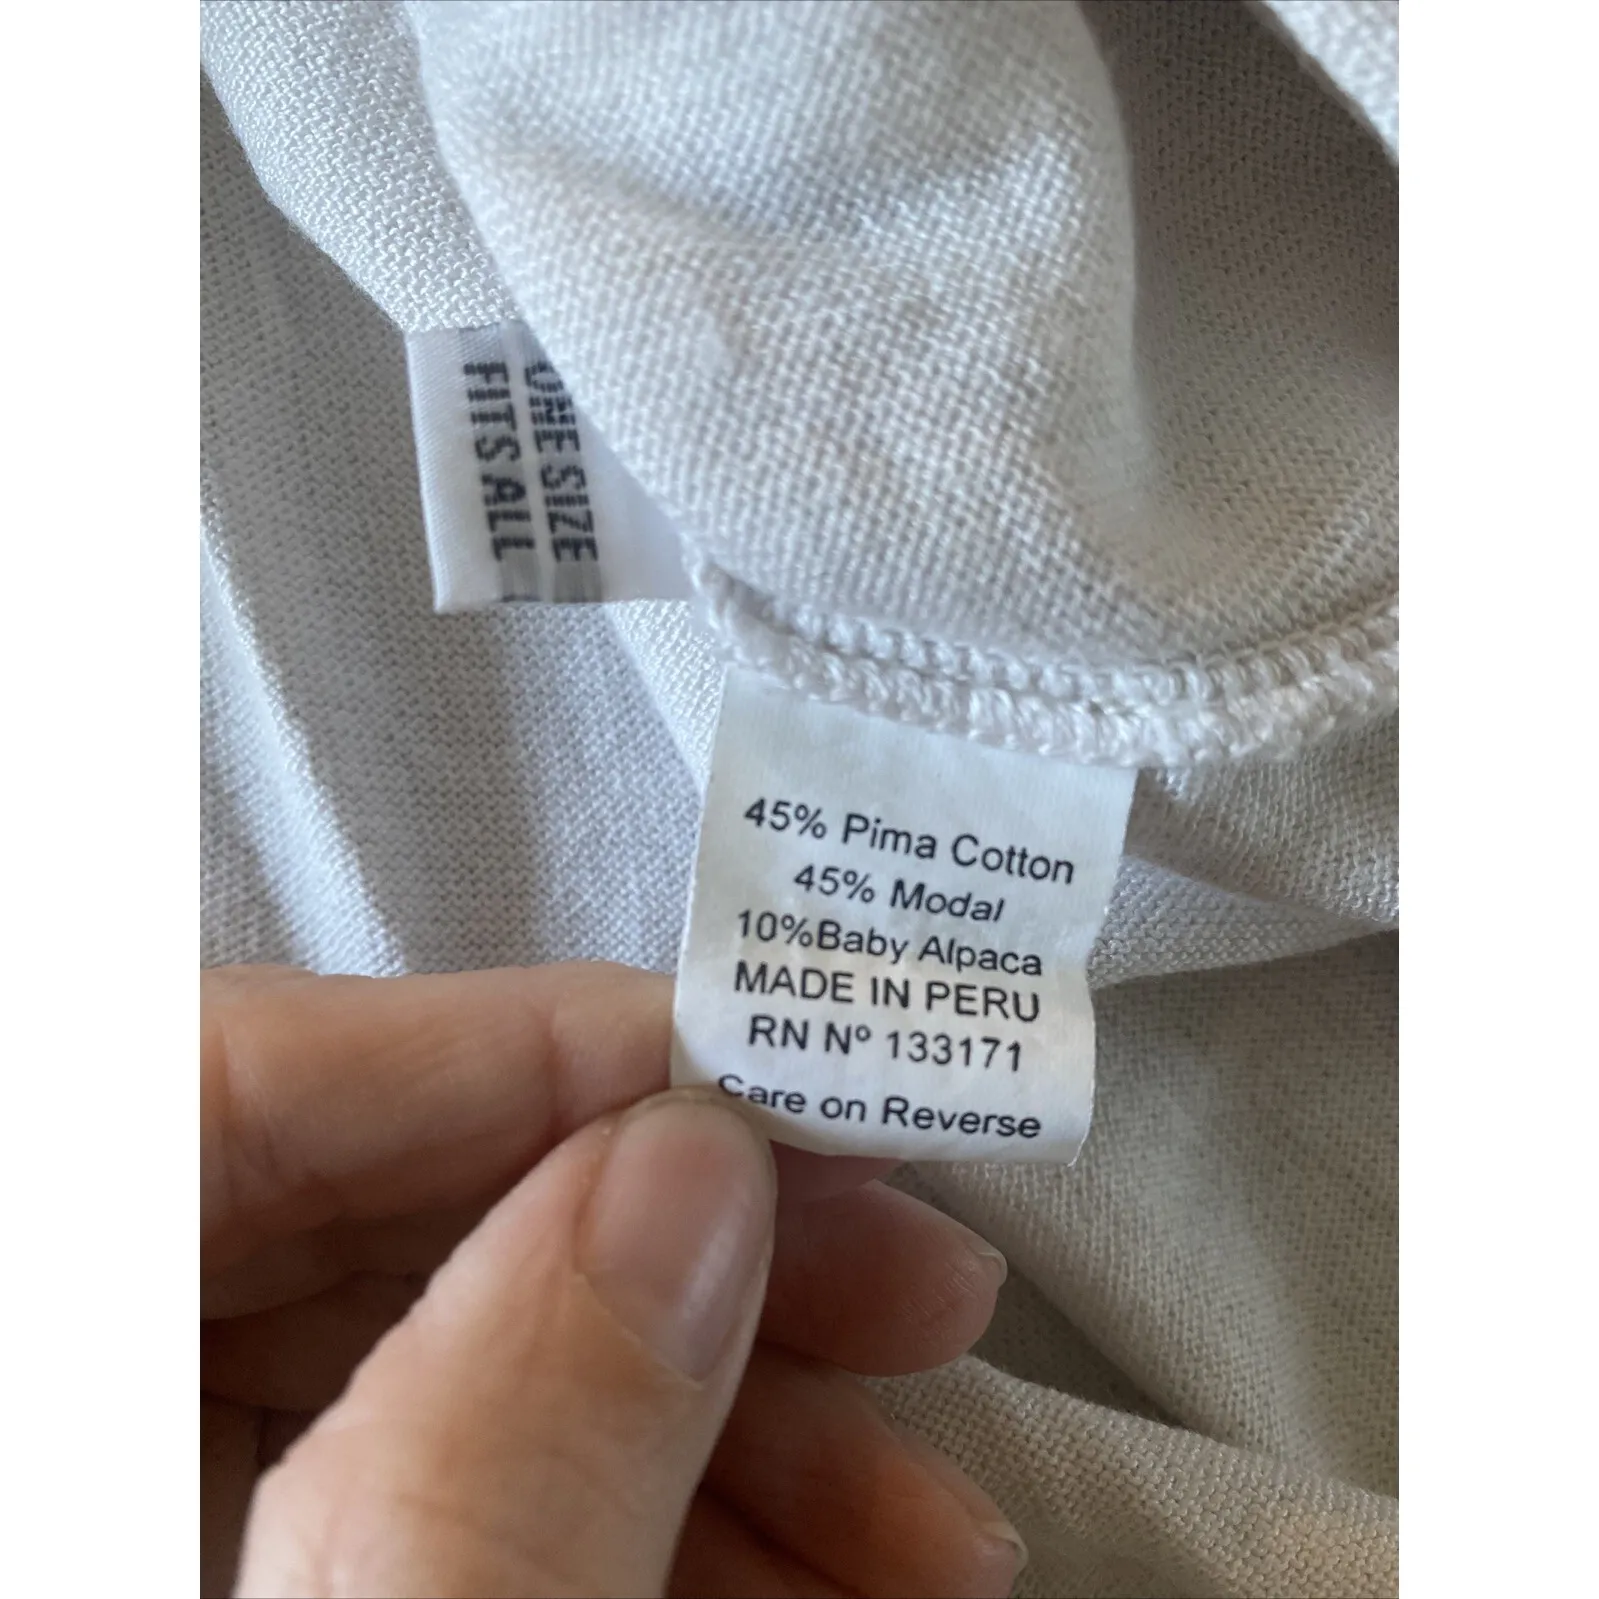 ONE SIZE
FITS ALL
45% Pima Cotton
45% Modal
10%Baby Alpaca
MADE IN PERU
RN Nº 133171
Care on Reverse